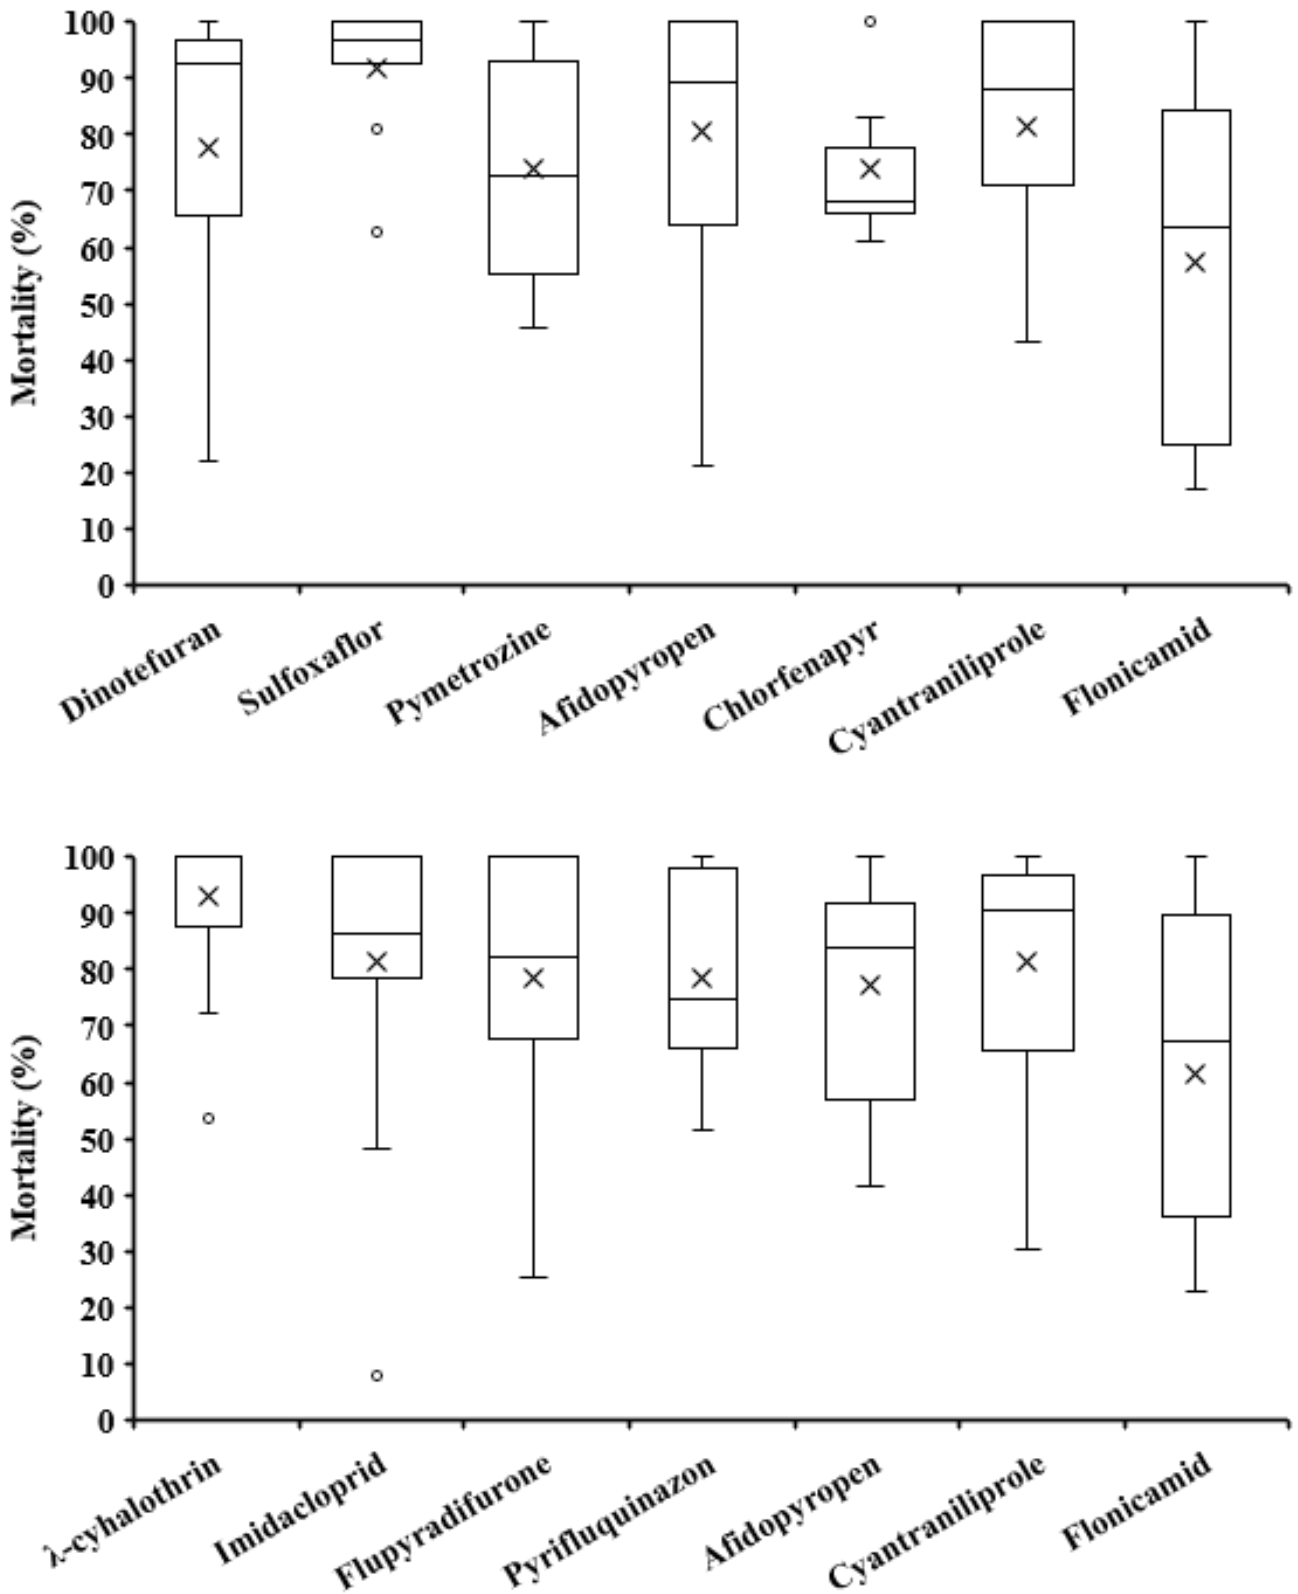 Mortality (%)
100
90
80
70
60
50
40
30
20
10
0
Dinotefuran
Sulfoxaflor
Pymetrozine
Afidopyropen
Chlorfenapyr
Cyantraniliprole
Flonicamid
Mortality (%)
100
90
80
70
60
50
40
30
20
10
0
λ-cyhalothrin
Imidacloprid
Flupyradifurone
Pyrifluquinazon
Afidopyropen
Cyantraniliprole
Flonicamid